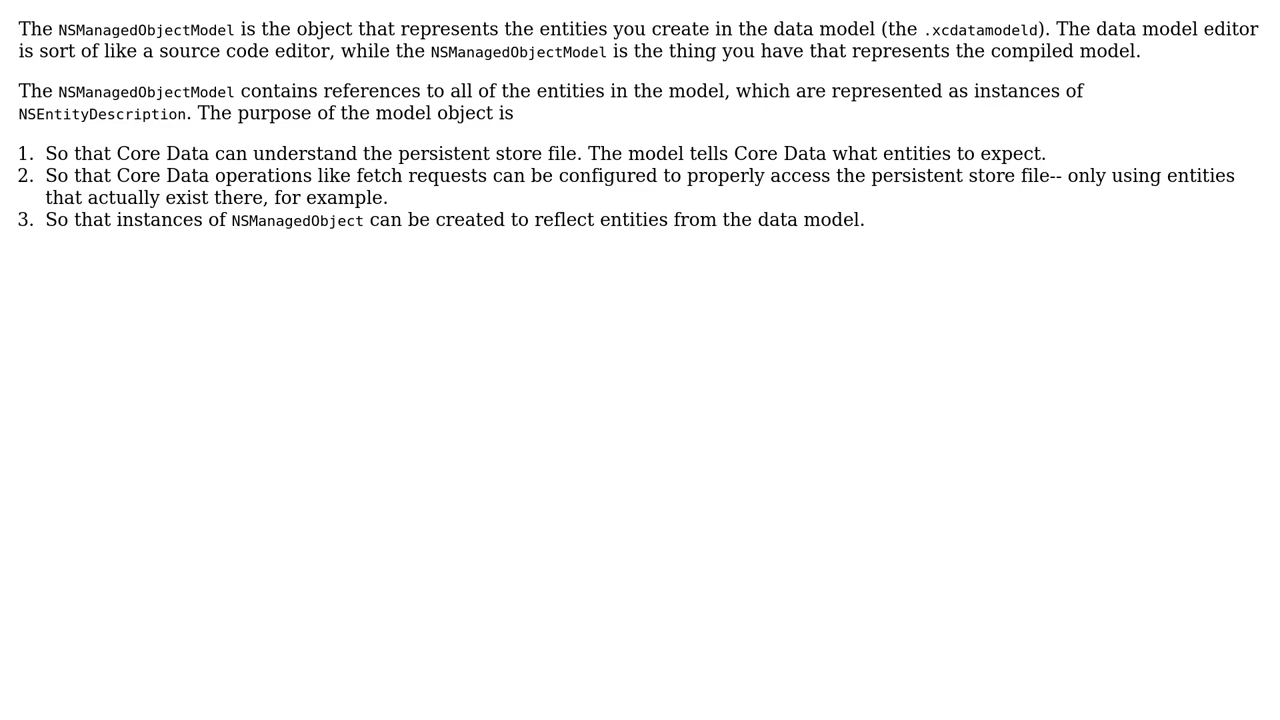 The NSManagedObjectModel is the object that represents the entities you create in the data model (the .xcdatamodeld). The data model editor
is sort of like a source code editor, while the NSManagedObjectModel is the thing you have that represents the compiled model.
The NSManagedObjectModel contains references to all of the entities in the model, which are represented as instances of
NSEntityDescription. The purpose of the model object is
1. So that Core Data can understand the persistent store file. The model tells Core Data what entities to expect.
2. So that Core Data operations like fetch requests can be configured to properly access the persistent store file-- only using entities
that actually exist there, for example.
3. So that instances of NSManagedObject can be created to reflect entities from the data model.